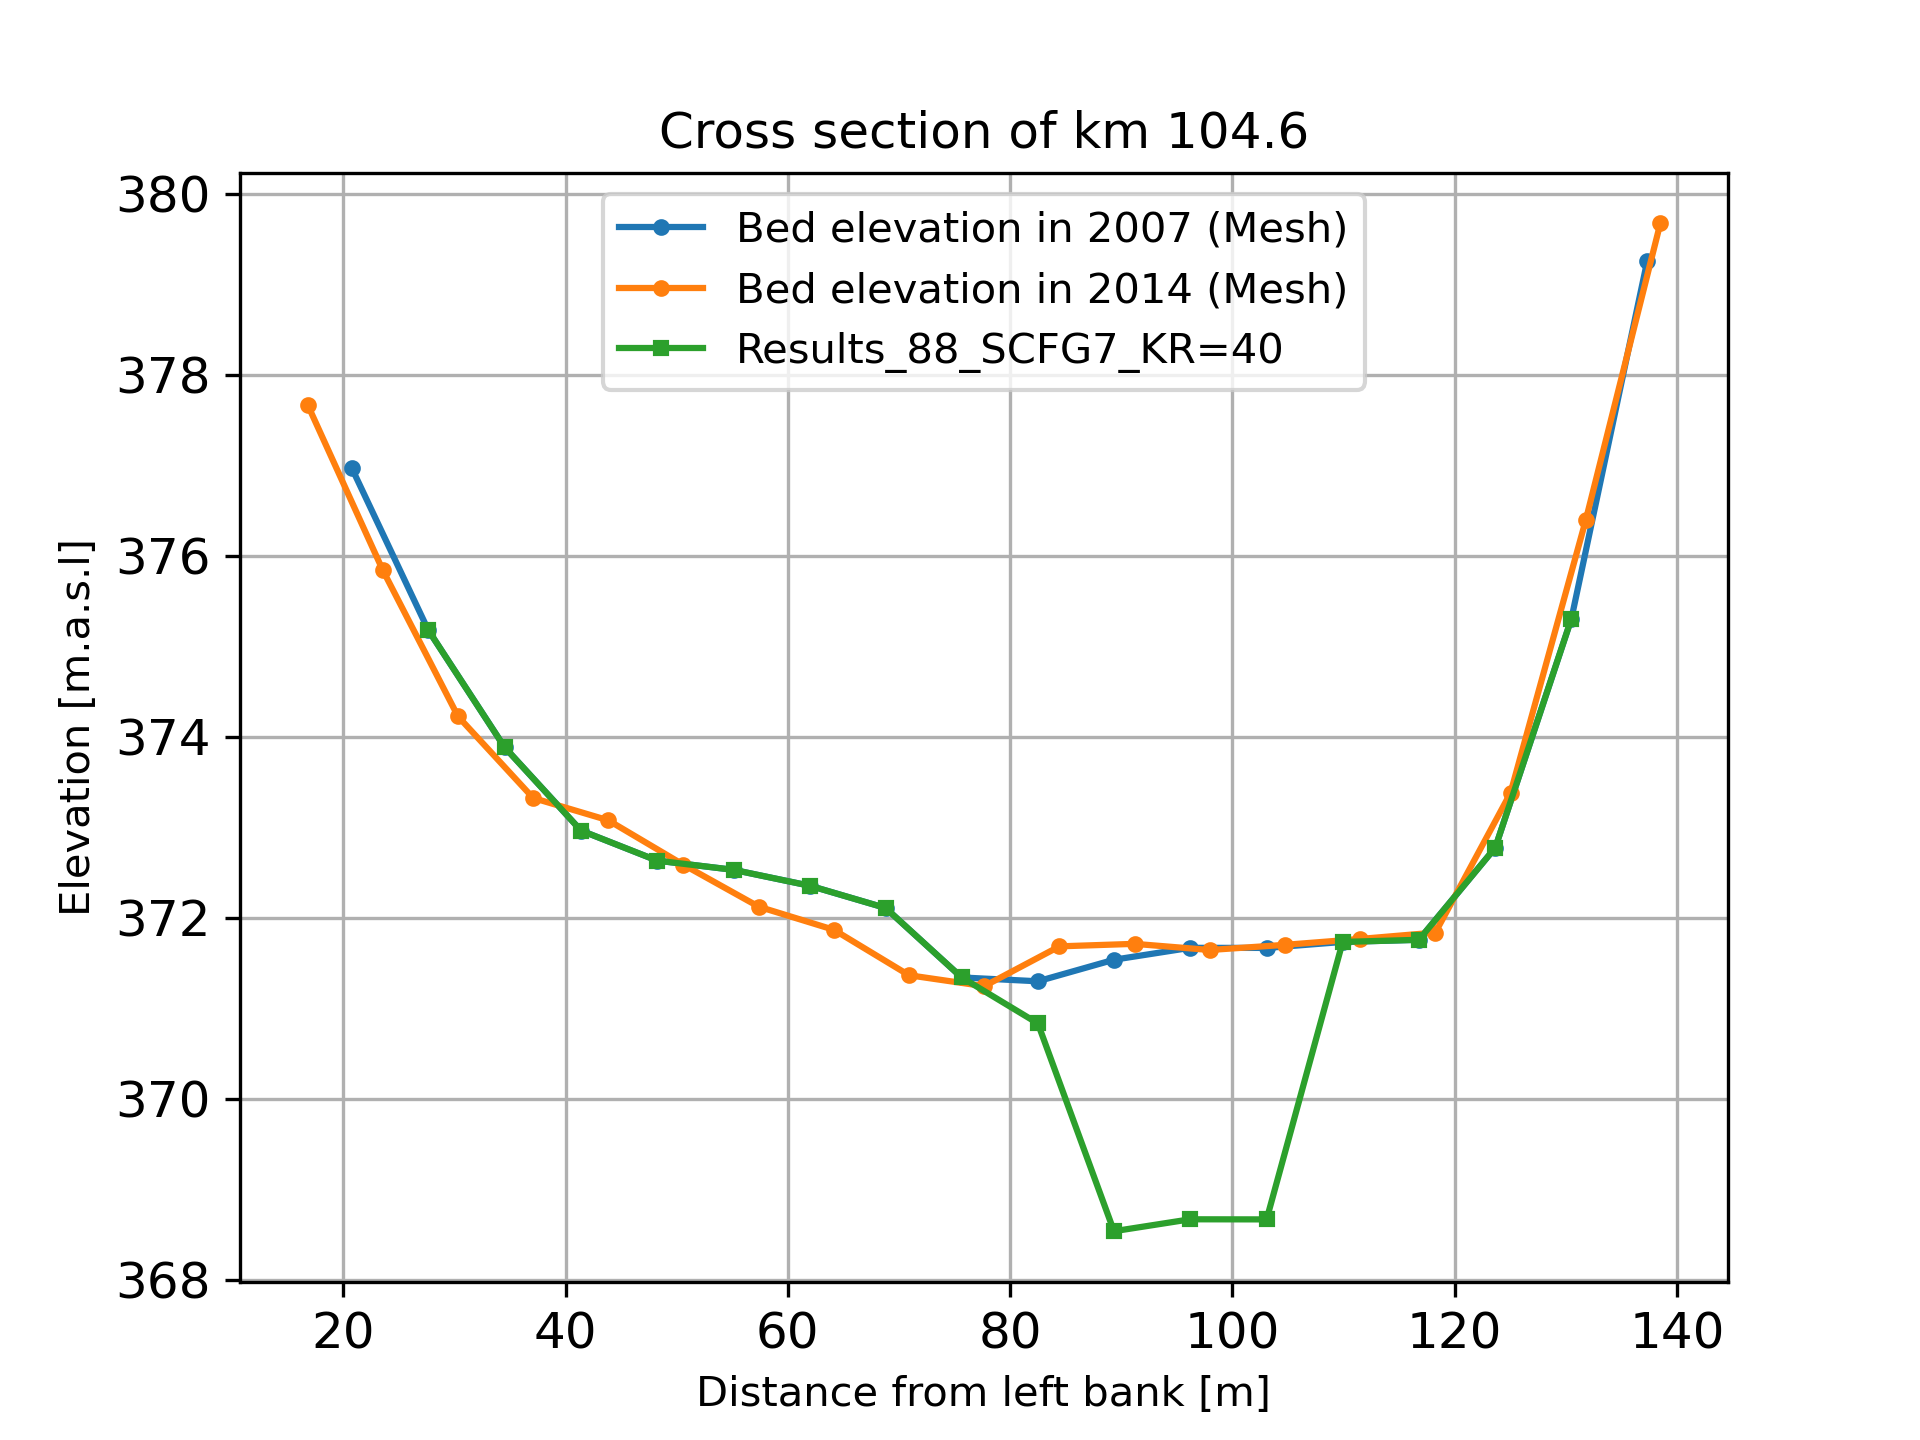 Cross section of km 104.6
Bed elevation in 2007 (Mesh)
Bed elevation in 2014 (Mesh)
Results_88_SCFG7_KR=40
Elevation [m.a.s.l]
380
378
376
374
372
370
368
20 40 60 80 100 120 140
Distance from left bank [m]